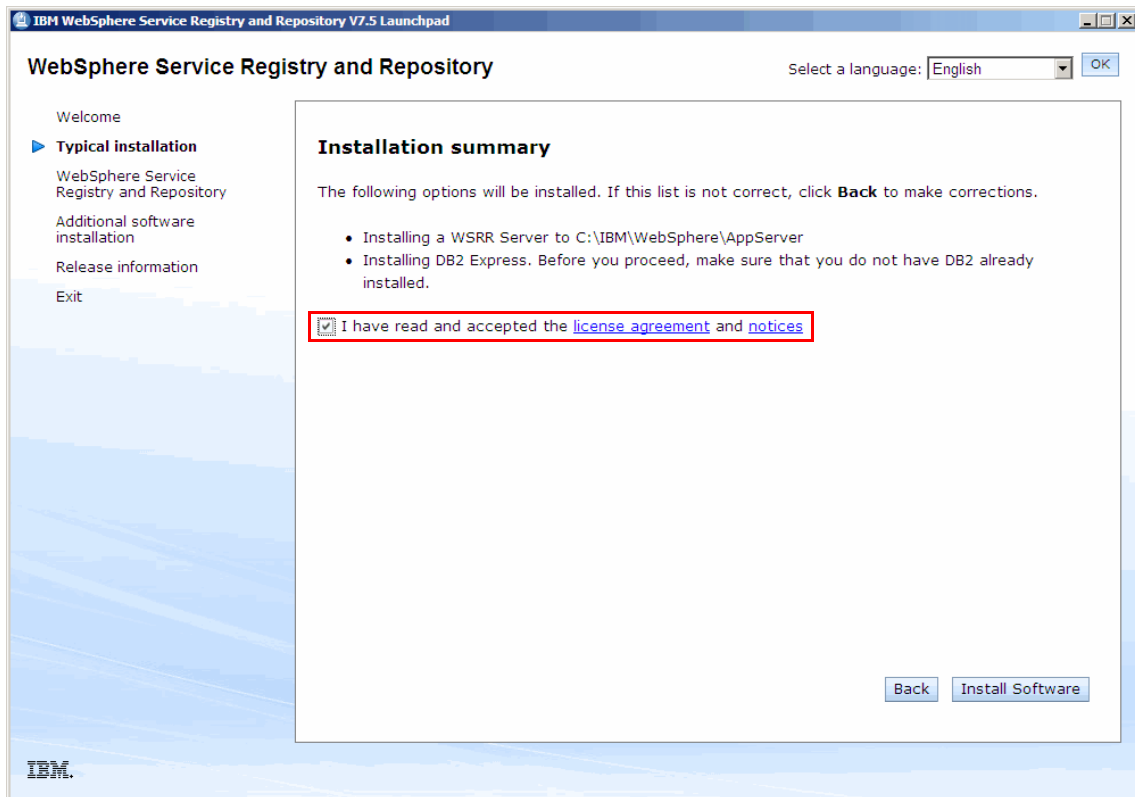 IBM WebSphere Service Registry and Repository V7.5 Launchpad
WebSphere Service Registry and Repository
Select a language: English OK
Welcome
Typical installation
WebSphere Service
Registry and Repository
Additional software
installation
Release information
Exit
Installation summary
The following options will be installed. If this list is not correct, click Back to make corrections.
• Installing a WSRR Server to C:\IBM\WebSphere\AppServer
• Installing DB2 Express. Before you proceed, make sure that you do not have DB2 already
installed.
I have read and accepted the license agreement and notices
Back Install Software
IBM.